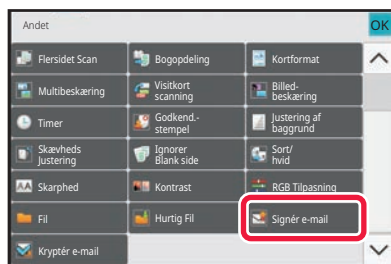 Andet
OK
Flersidet Scan
Bogopdeling
Kortformat
Multibeskæring
Visitkort
scanning
Billed-
beskæring
Timer
Godkend.-
stempel
Justering af
baggrund
Skævheds
Justering
Ignorer
Blank side
Sort/
hvid
AA Skarphed
Kontrast
RGB Tilpasning
Fil
Hurtig Fil
Signér e-mail
Kryptér e-mail